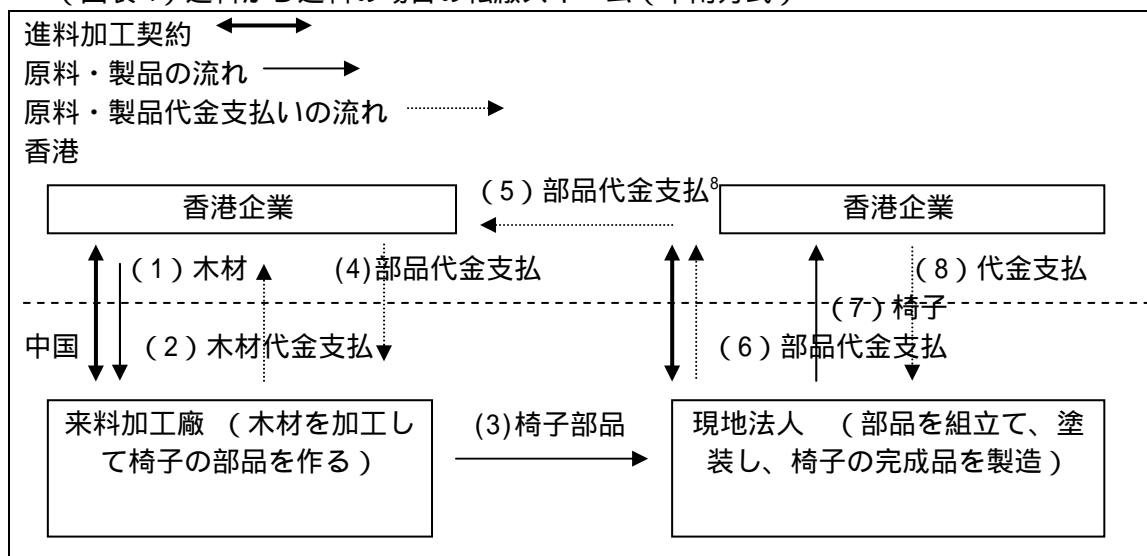 進料加工契約
原料・製品の流れ
原料・製品代金支払いの流れ
香港
香港企業
(5)部品代金支払8
香港企業
(1)木材
(4)部品代金支払
(8)代金支払
(7)椅子
中国
(2)木材代金支払
(6)部品代金支払
来料加工廠 (木材を加工し
て椅子の部品を作る)
(3)椅子部品
現地法人 (部品を組立て、塗
装し、椅子の完成品を製造)